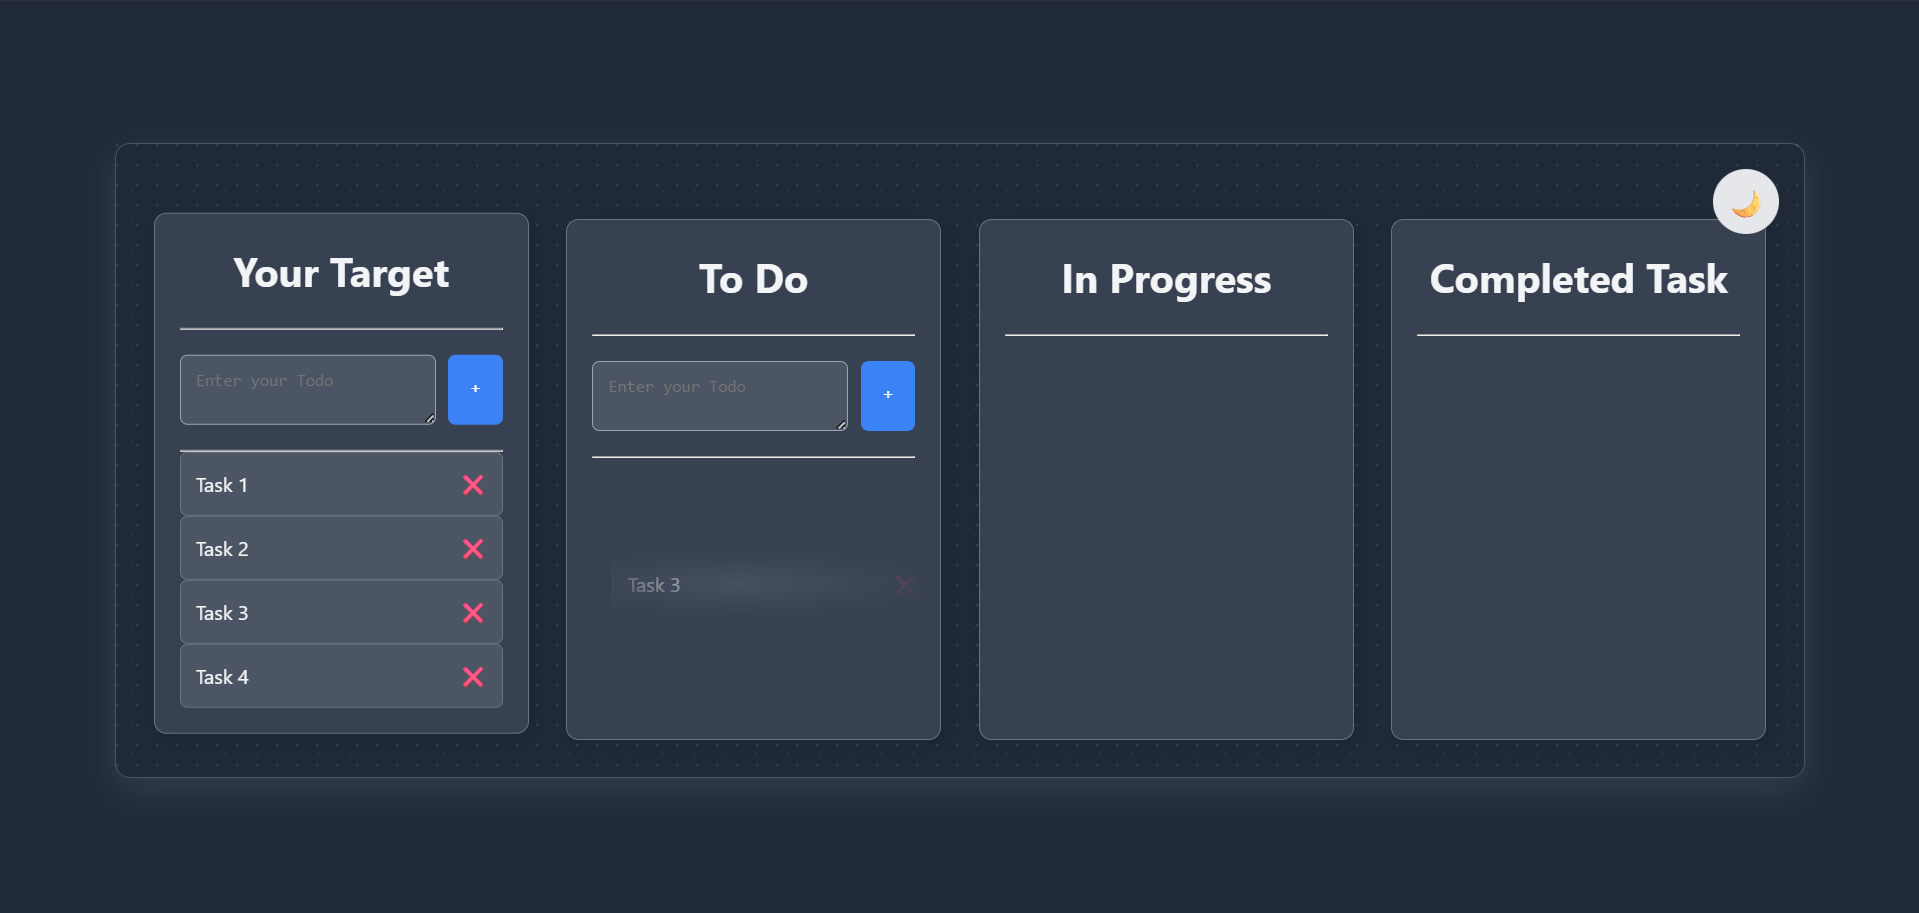 Your Target
Enter your Todo
+
Task 1
Task 2
Task 3
Task 4
To Do
Enter your Todo
+
Task 3
In Progress
Completed Task